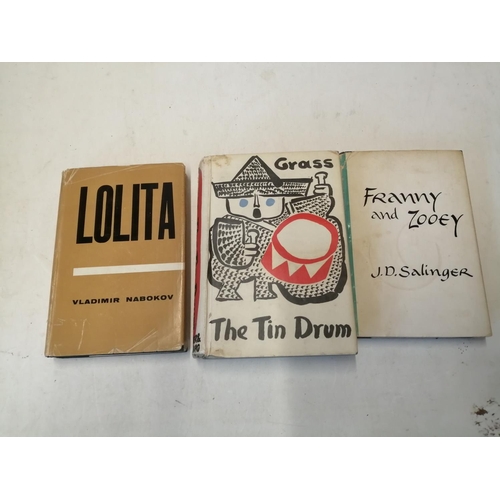 LOLITA
VLADIMIR NABOKOV
Grass
The Tin Drum
Franny
and Zooey
J.D. Salinger